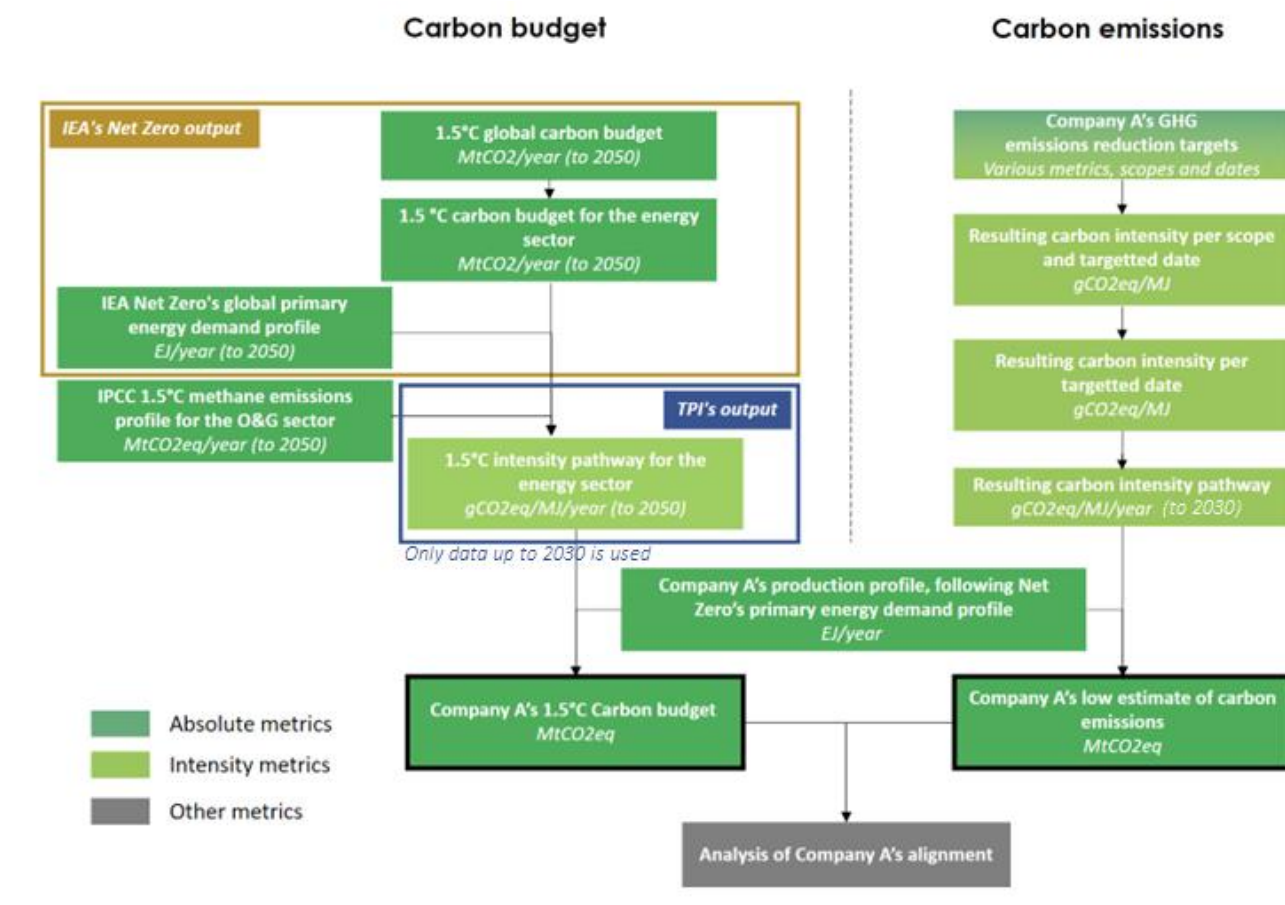 Carbon budget
Carbon emissions
IEA's Net Zero output
1.5°C global carbon budget
MtCO2/year (to 2050)
1.5 °C carbon budget for the energy
sector
MtCO2/year (to 2050)
IEA Net Zero's global primary
energy demand profile
EJ/year (to 2050)
IPCC 1.5°C methane emissions
profile for the O&G sector
MtCO2eq/year (to 2050)
TPI's output
1.5°C intensity pathway for the
energy sector
gCO2eq/MJ/year (to 2050)
Only data up to 2030 is used
Company A's GHG
emissions reduction targets
Various metrics, scopes and dates
Resulting carbon intensity per scope
and targetted date
gCO2eq/MJ
Resulting carbon intensity per
targetted date
gCO2eq/MJ
Resulting carbon intensity pathway
gCO2eq/MJ/year (to 2030)
Company A's production profile, following Net
Zero's primary energy demand profile
EJ/year
Company A's 1.5°C Carbon budget
MtCO2eq
Company A's low estimate of carbon
emissions
MtCO2eq
Analysis of Company A's alignment
Absolute metrics
Intensity metrics
Other metrics